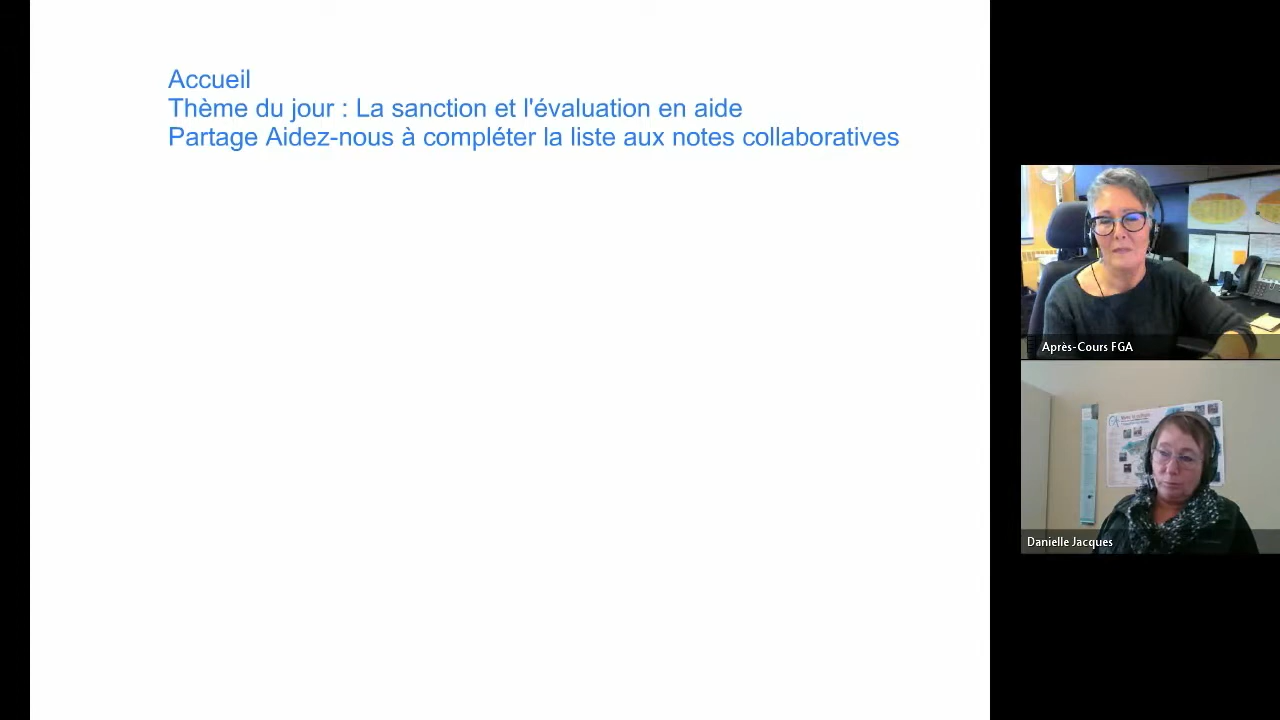 Accueil
Thème du jour : La sanction et l'évaluation en aide
Partage Aidez-nous à compléter la liste aux notes collaboratives
Après-Cours FGA
Danielle Jacques